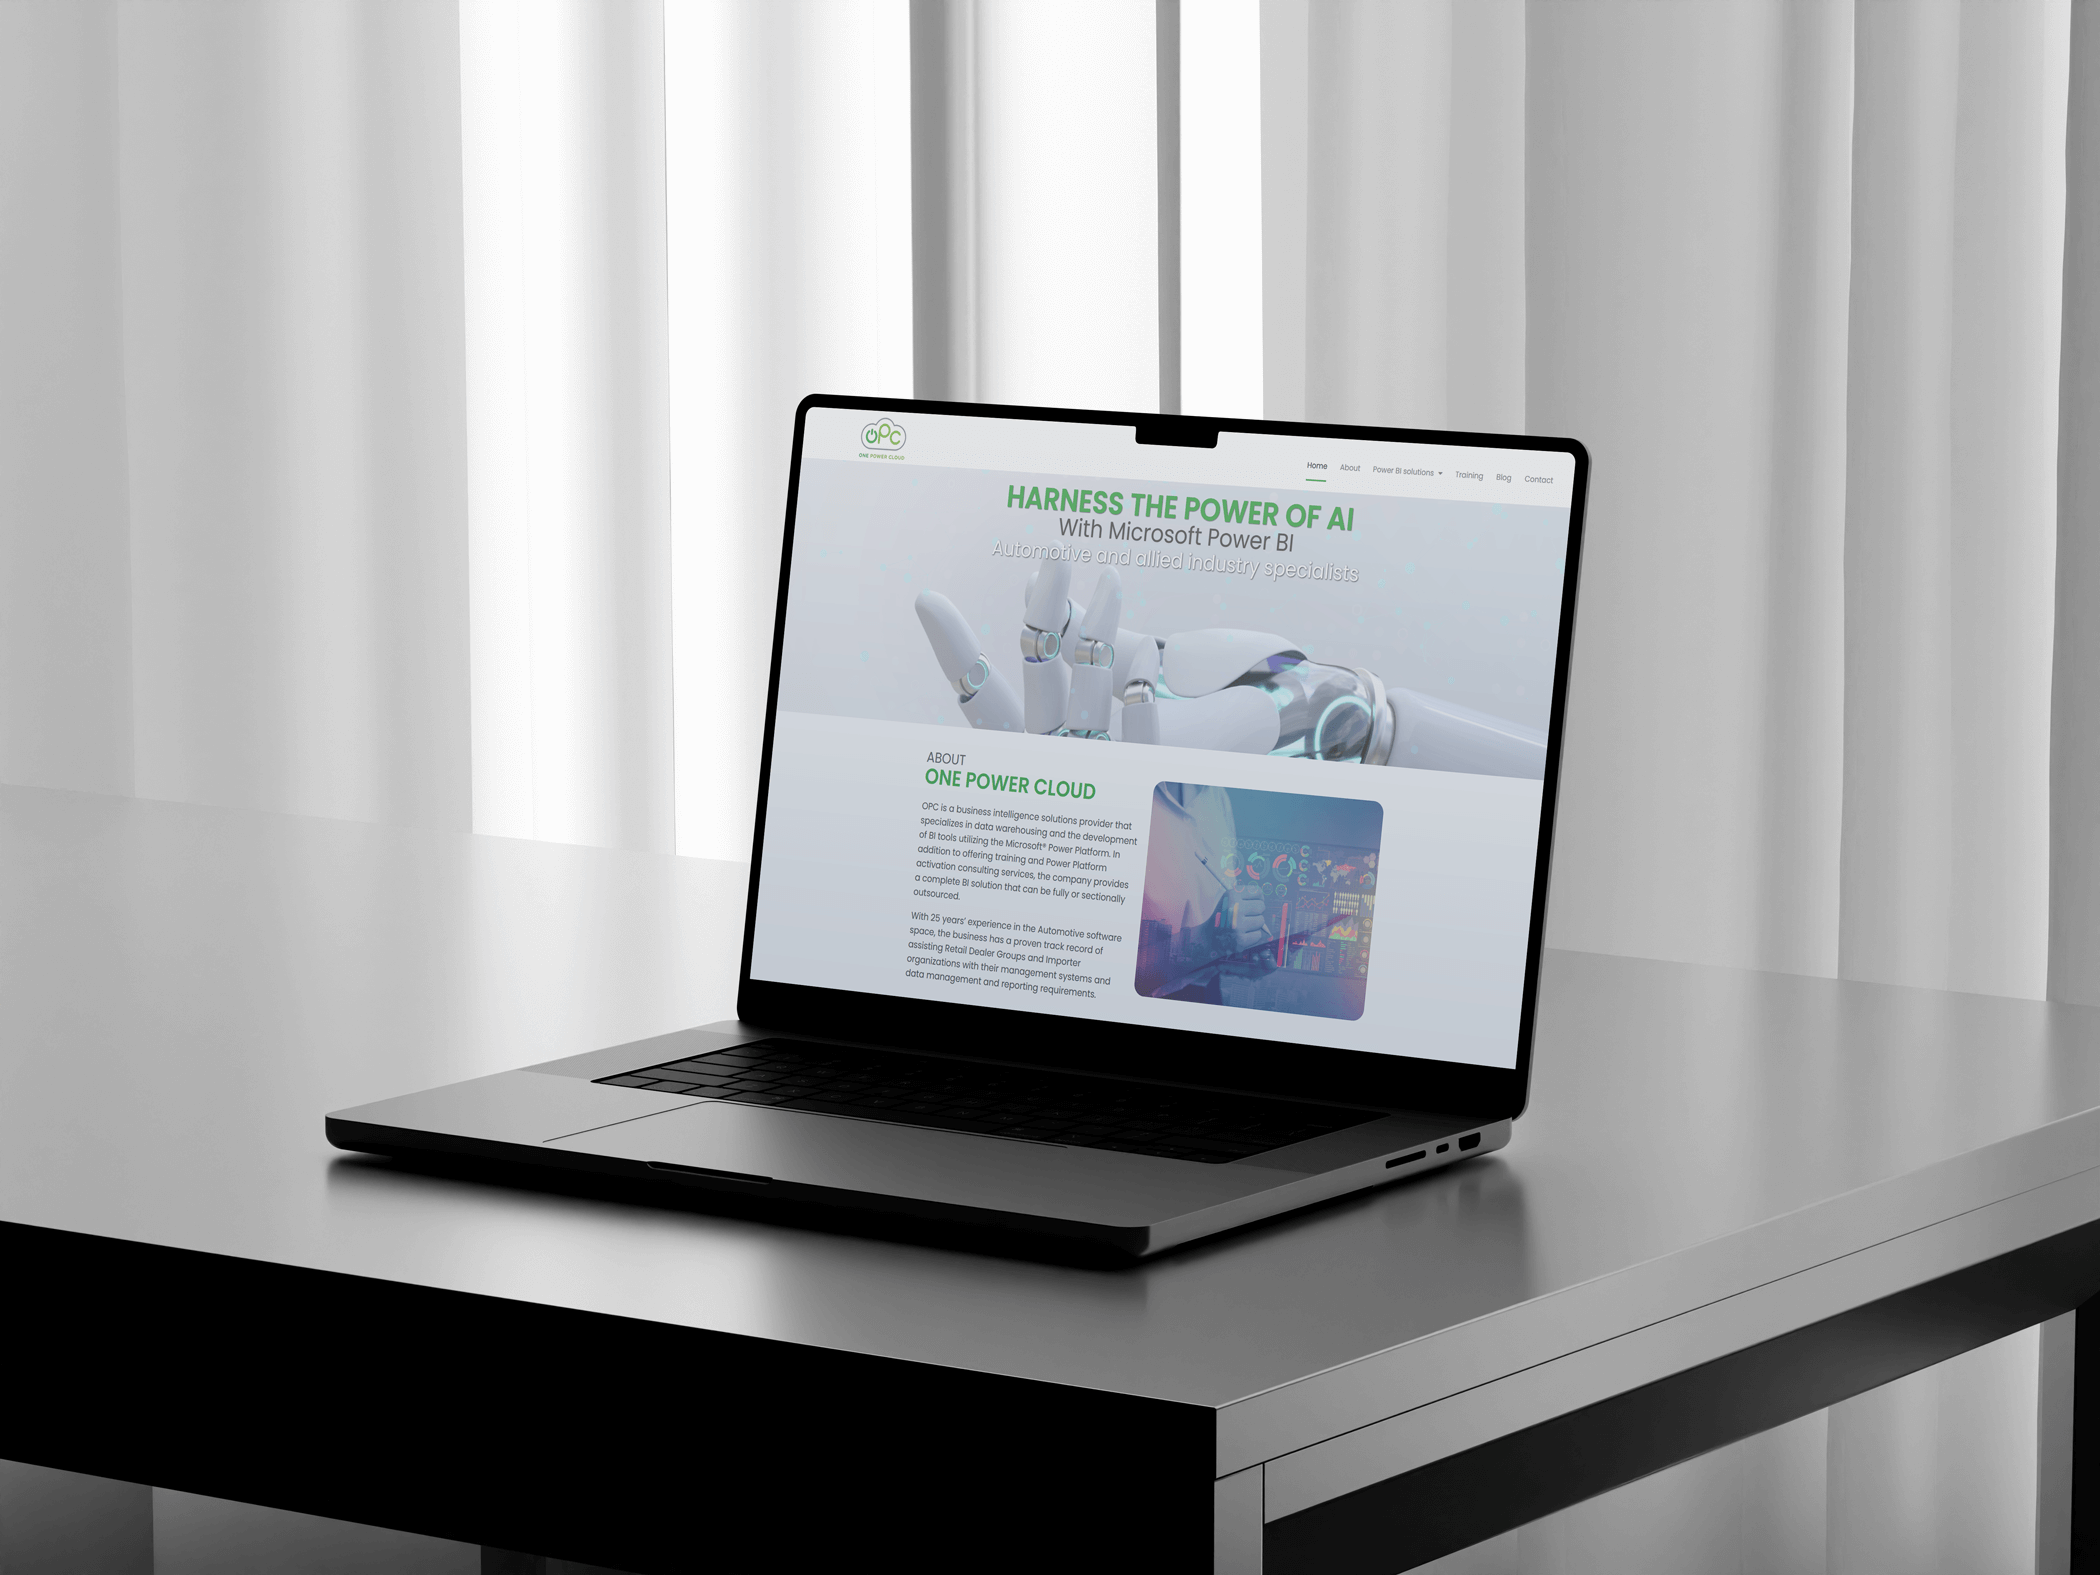 OPC
ONE POWER CLOUD
Home About Power BI solutions Training Blog Contact
HARNESS THE POWER OF AI
With Microsoft Power BI
Automotive and allied industry specialists
ABOUT
ONE POWER CLOUD
OPC is a business intelligence solutions provider that
specializes in data warehousing and the development
of BI tools utilizing the Microsoft® Power Platform. In
addition to offering training and Power Platform
activation consulting services, the company provides
a complete BI solution that can be fully or sectionally
outsourced.
With 25 years' experience in the Automotive software
space, the business has a proven track record of
assisting Retail Dealer Groups and Importer
organizations with their management systems and
data management and reporting requirements.